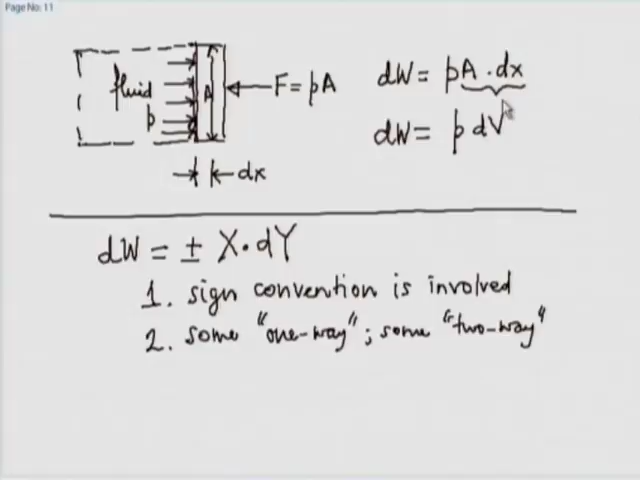 Page No: 11
fluid
p
A
F = pA
dx
dW = pA . dx
dW = p dV
dW = ± X . dY
1. sign convention is involved
2. some "one-way" ; some "two-way"